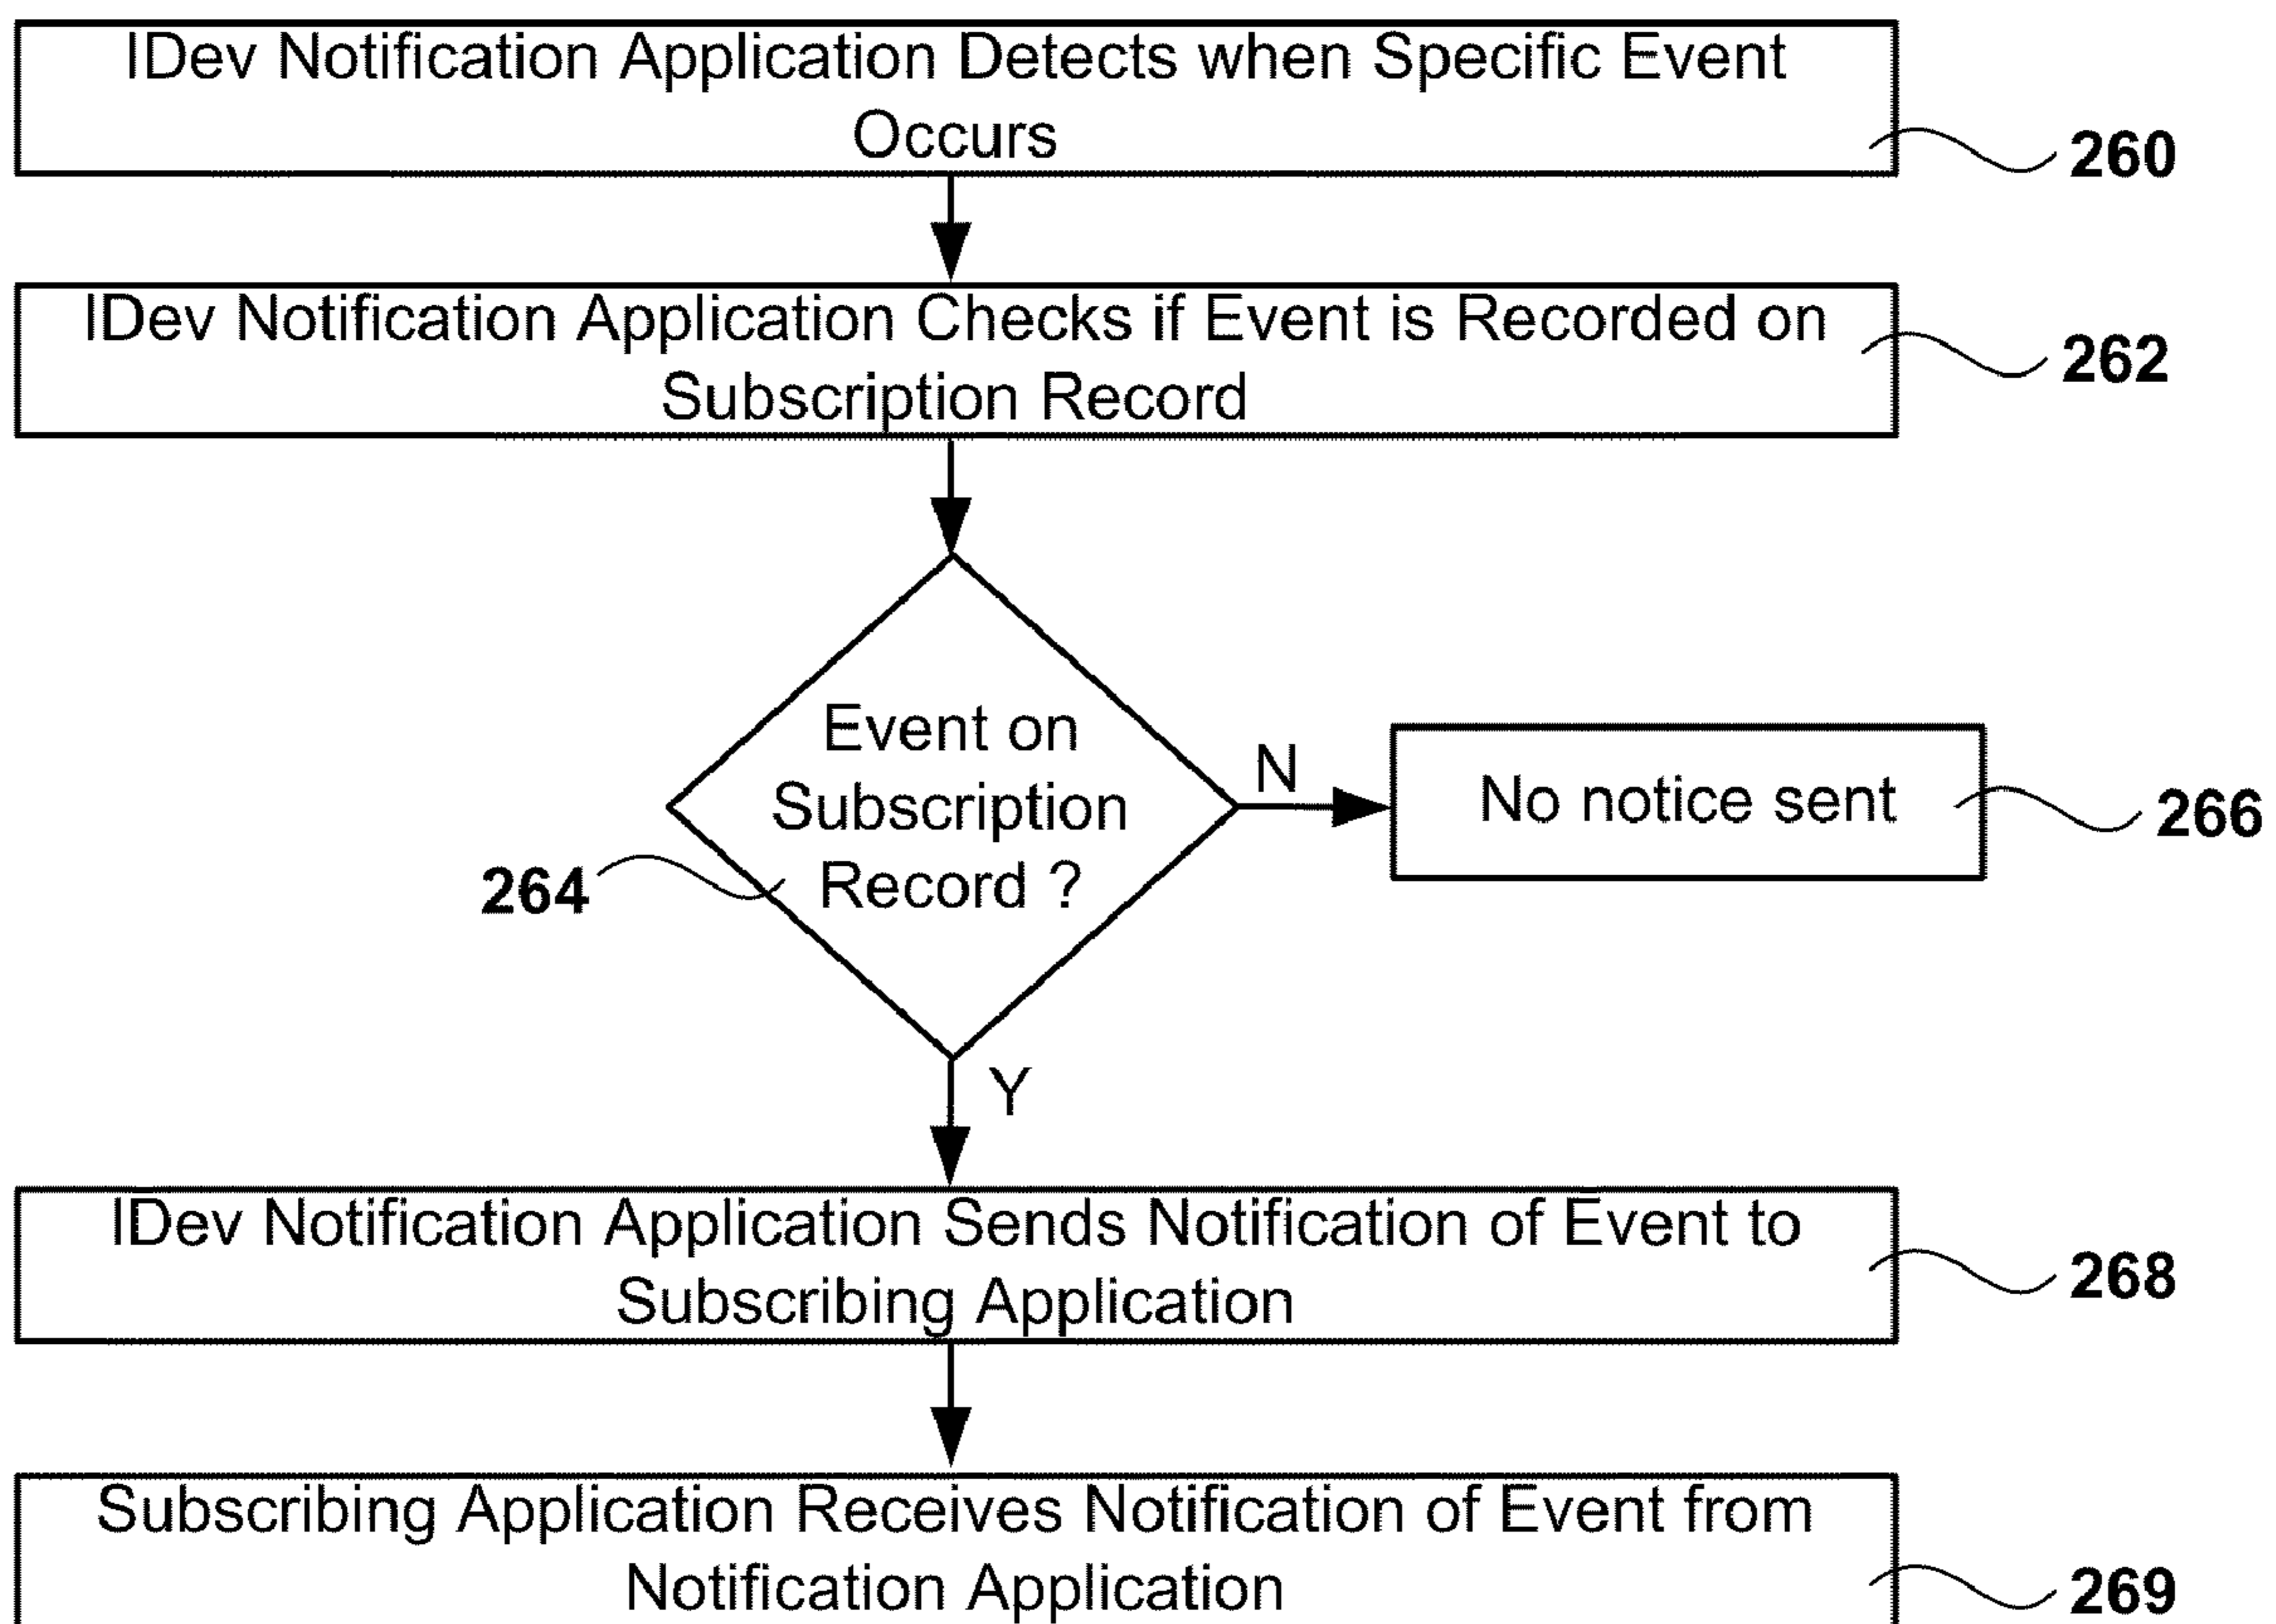 IDev Notification Application Detects when Specific Event
Occurs
260
IDev Notification Application Checks if Event is Recorded on
Subscription Record
262
Event on
Subscription
Record ?
264
N
No notice sent
266
Y
IDev Notification Application Sends Notification of Event to
Subscribing Application
268
Subscribing Application Receives Notification of Event from
Notification Application
269